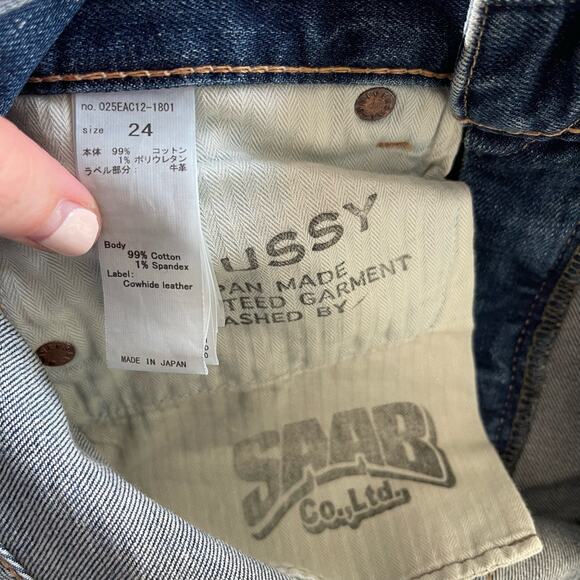 no. 025EAC12-1801
size 24
本体 99% コットン
1% ポリウレタン
ラベル部分: 牛革
Body
99% Cotton
1% Spandex
Label:
Cowhide leather
MADE IN JAPAN
USSY
PAN MADE
TEED GARMENT
ASHED BY
SAAB
Co.,Ltd.,